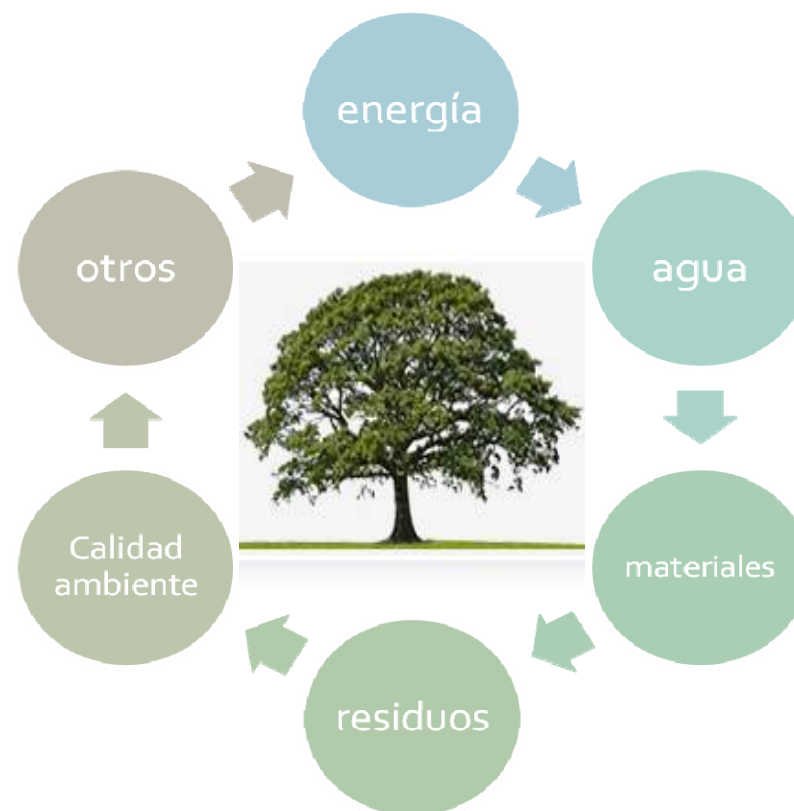 energía
agua
materiales
residuos
Calidad
ambiente
otros